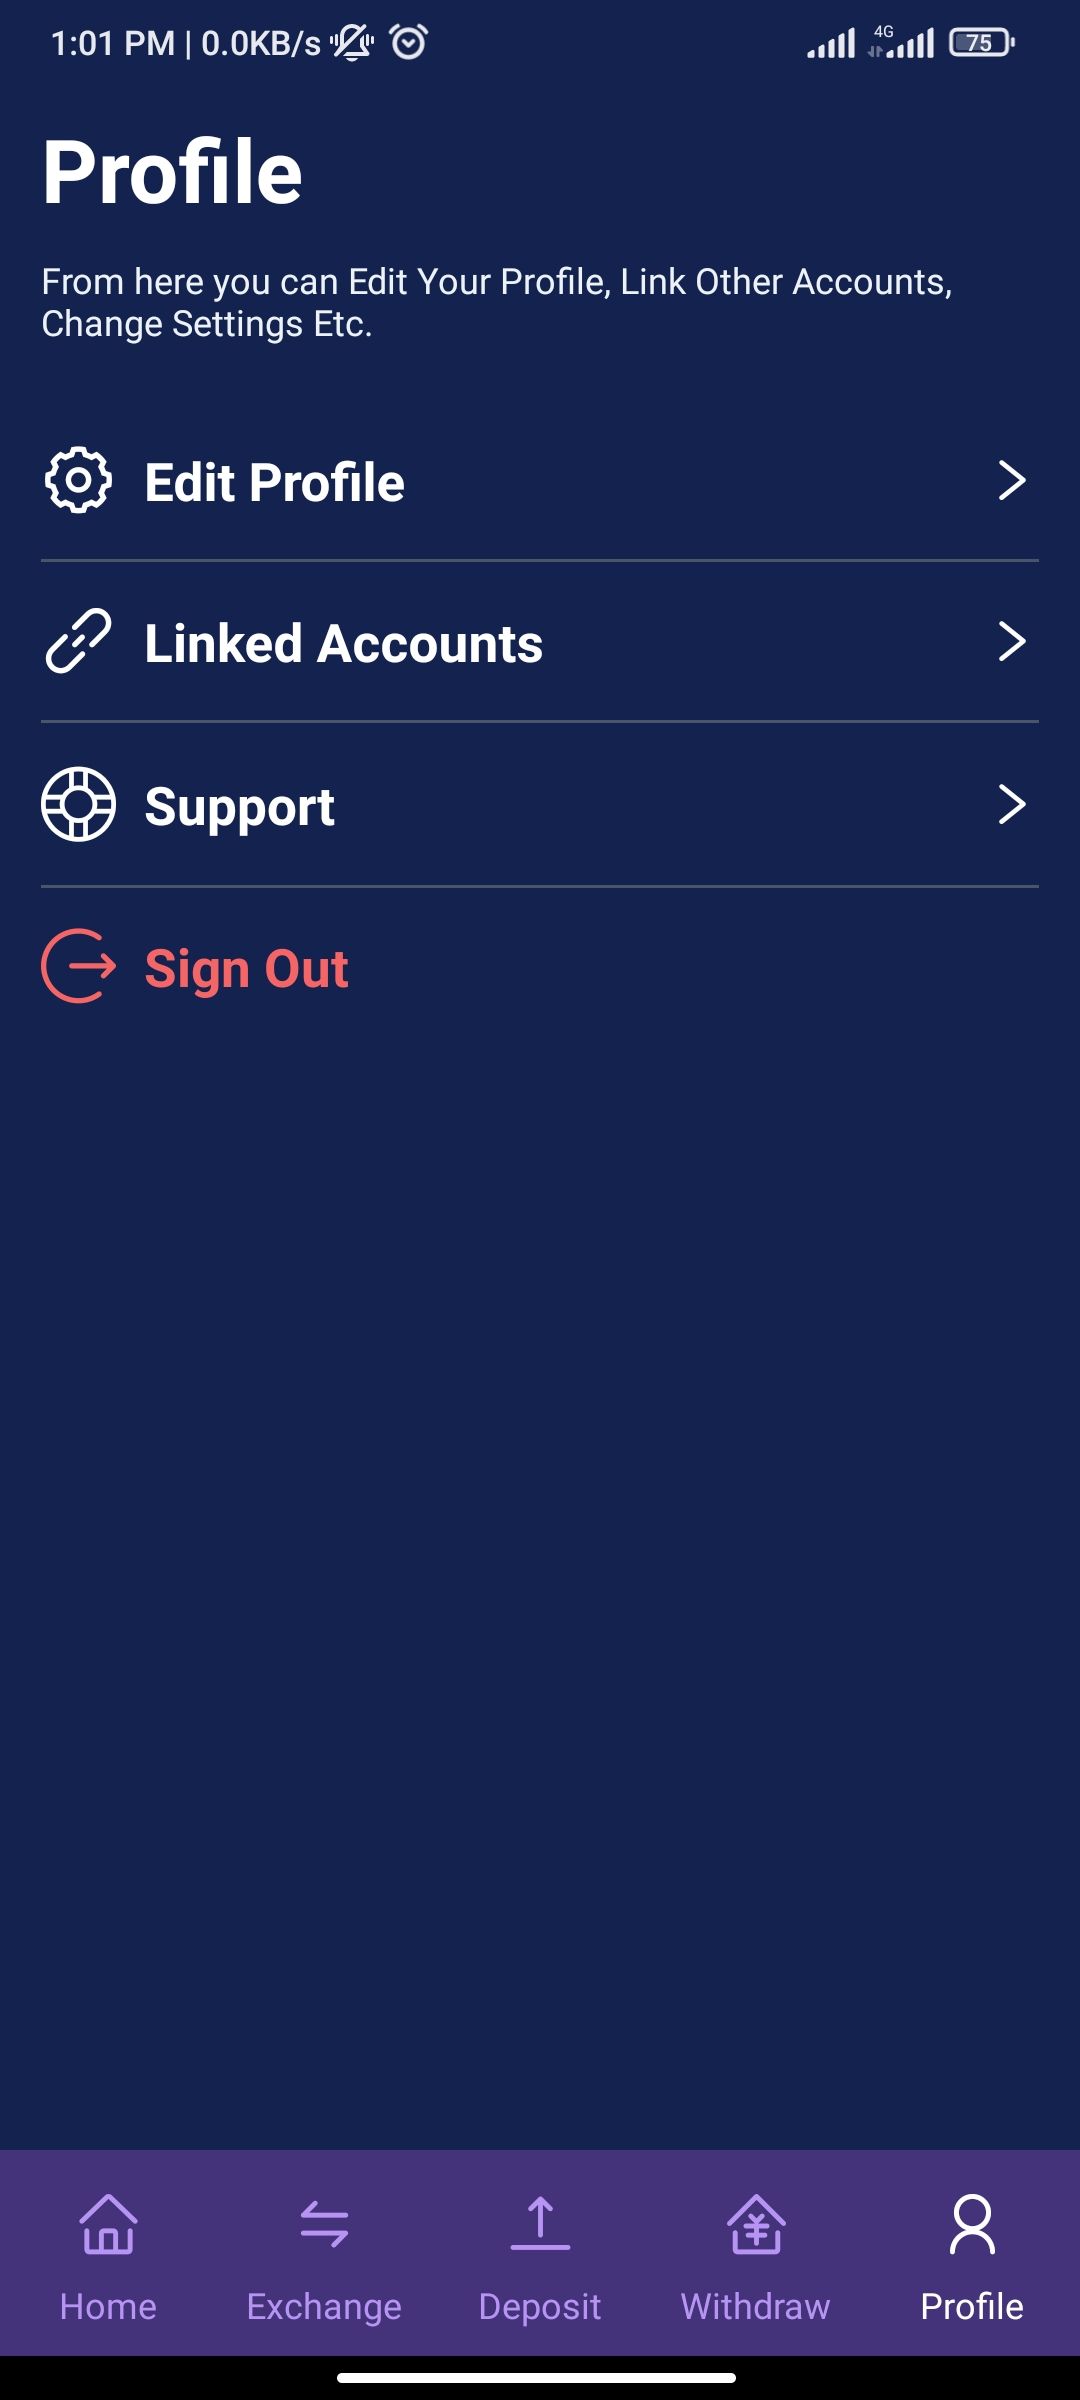 1:01 PM | 0.0KB/s 4G 75
Profile
From here you can Edit Your Profile, Link Other Accounts,
Change Settings Etc.
Edit Profile
Linked Accounts
Support
Sign Out
Home Exchange Deposit Withdraw Profile